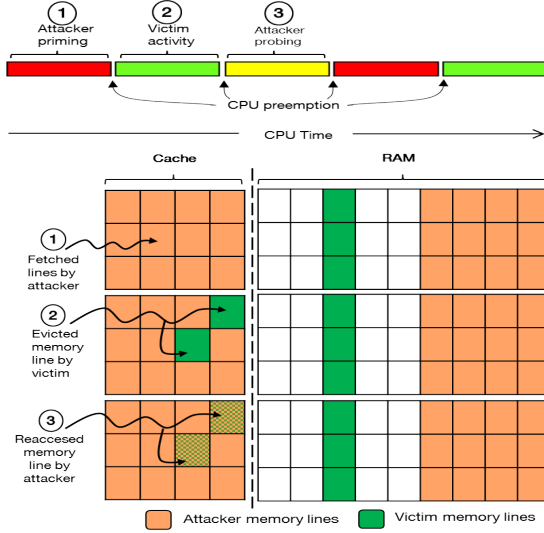 1
2
3
Attacker
priming
Victim
activity
Attacker
probing
CPU preemption
CPU Time
Cache
RAM
1
Fetched
lines by
attacker
2
Evicted
memory
line by
victim
3
Reaccesed
memory
line by
attacker
Attacker memory lines
Victim memory lines